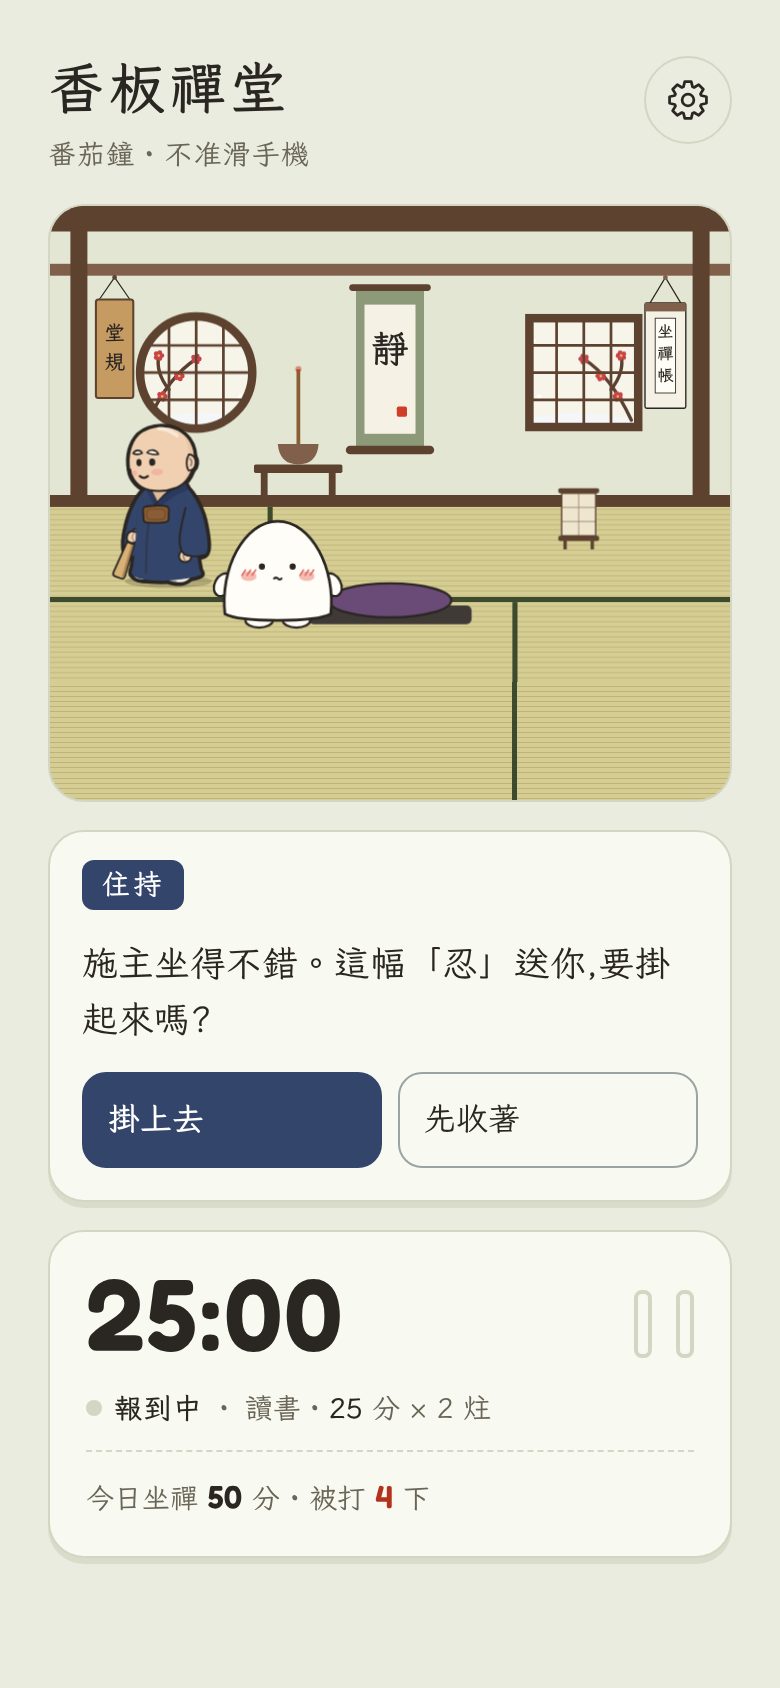 香板禪堂
番茄鐘・不准滑手機
堂規
靜
坐禪帳
住持
施主坐得不錯。這幅「忍」送你,要掛
起來嗎?
掛上去
先收著
25:00
報到中・讀書・25 分 × 2 炷
今日坐禪 50 分・被打 4 下